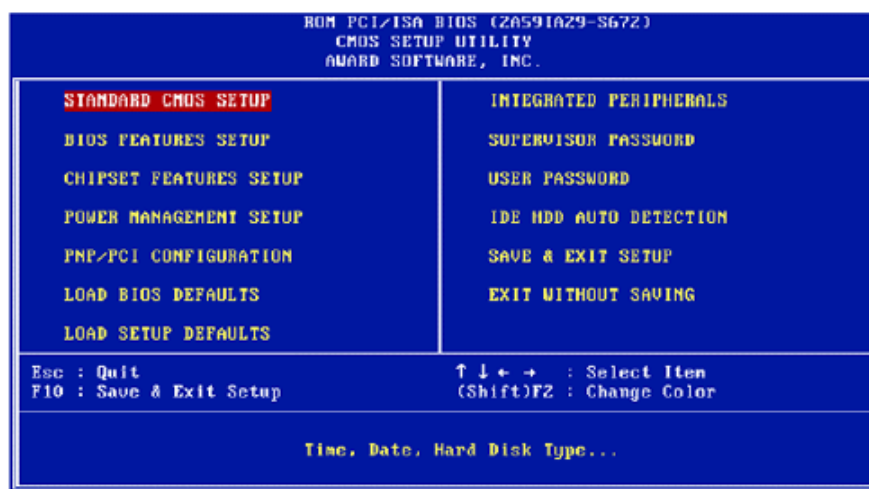 ROM PCI/ISA BIOS (2A59IAZ9-S67Z)
CMOS SETUP UTILITY
AWARD SOFTWARE, INC.
STANDARD CMOS SETUP
BIOS FEATURES SETUP
CHIPSET FEATURES SETUP
POWER MANAGEMENT SETUP
PNP/PCI CONFIGURATION
LOAD BIOS DEFAULTS
LOAD SETUP DEFAULTS
INTEGRATED PERIPHERALS
SUPERVISOR PASSWORD
USER PASSWORD
IDE HDD AUTO DETECTION
SAVE & EXIT SETUP
EXIT WITHOUT SAVING
Esc : Quit
F10 : Save & Exit Setup
↑ ↓ ← → : Select Item
(Shift)F2 : Change Color
Time, Date, Hard Disk Type...